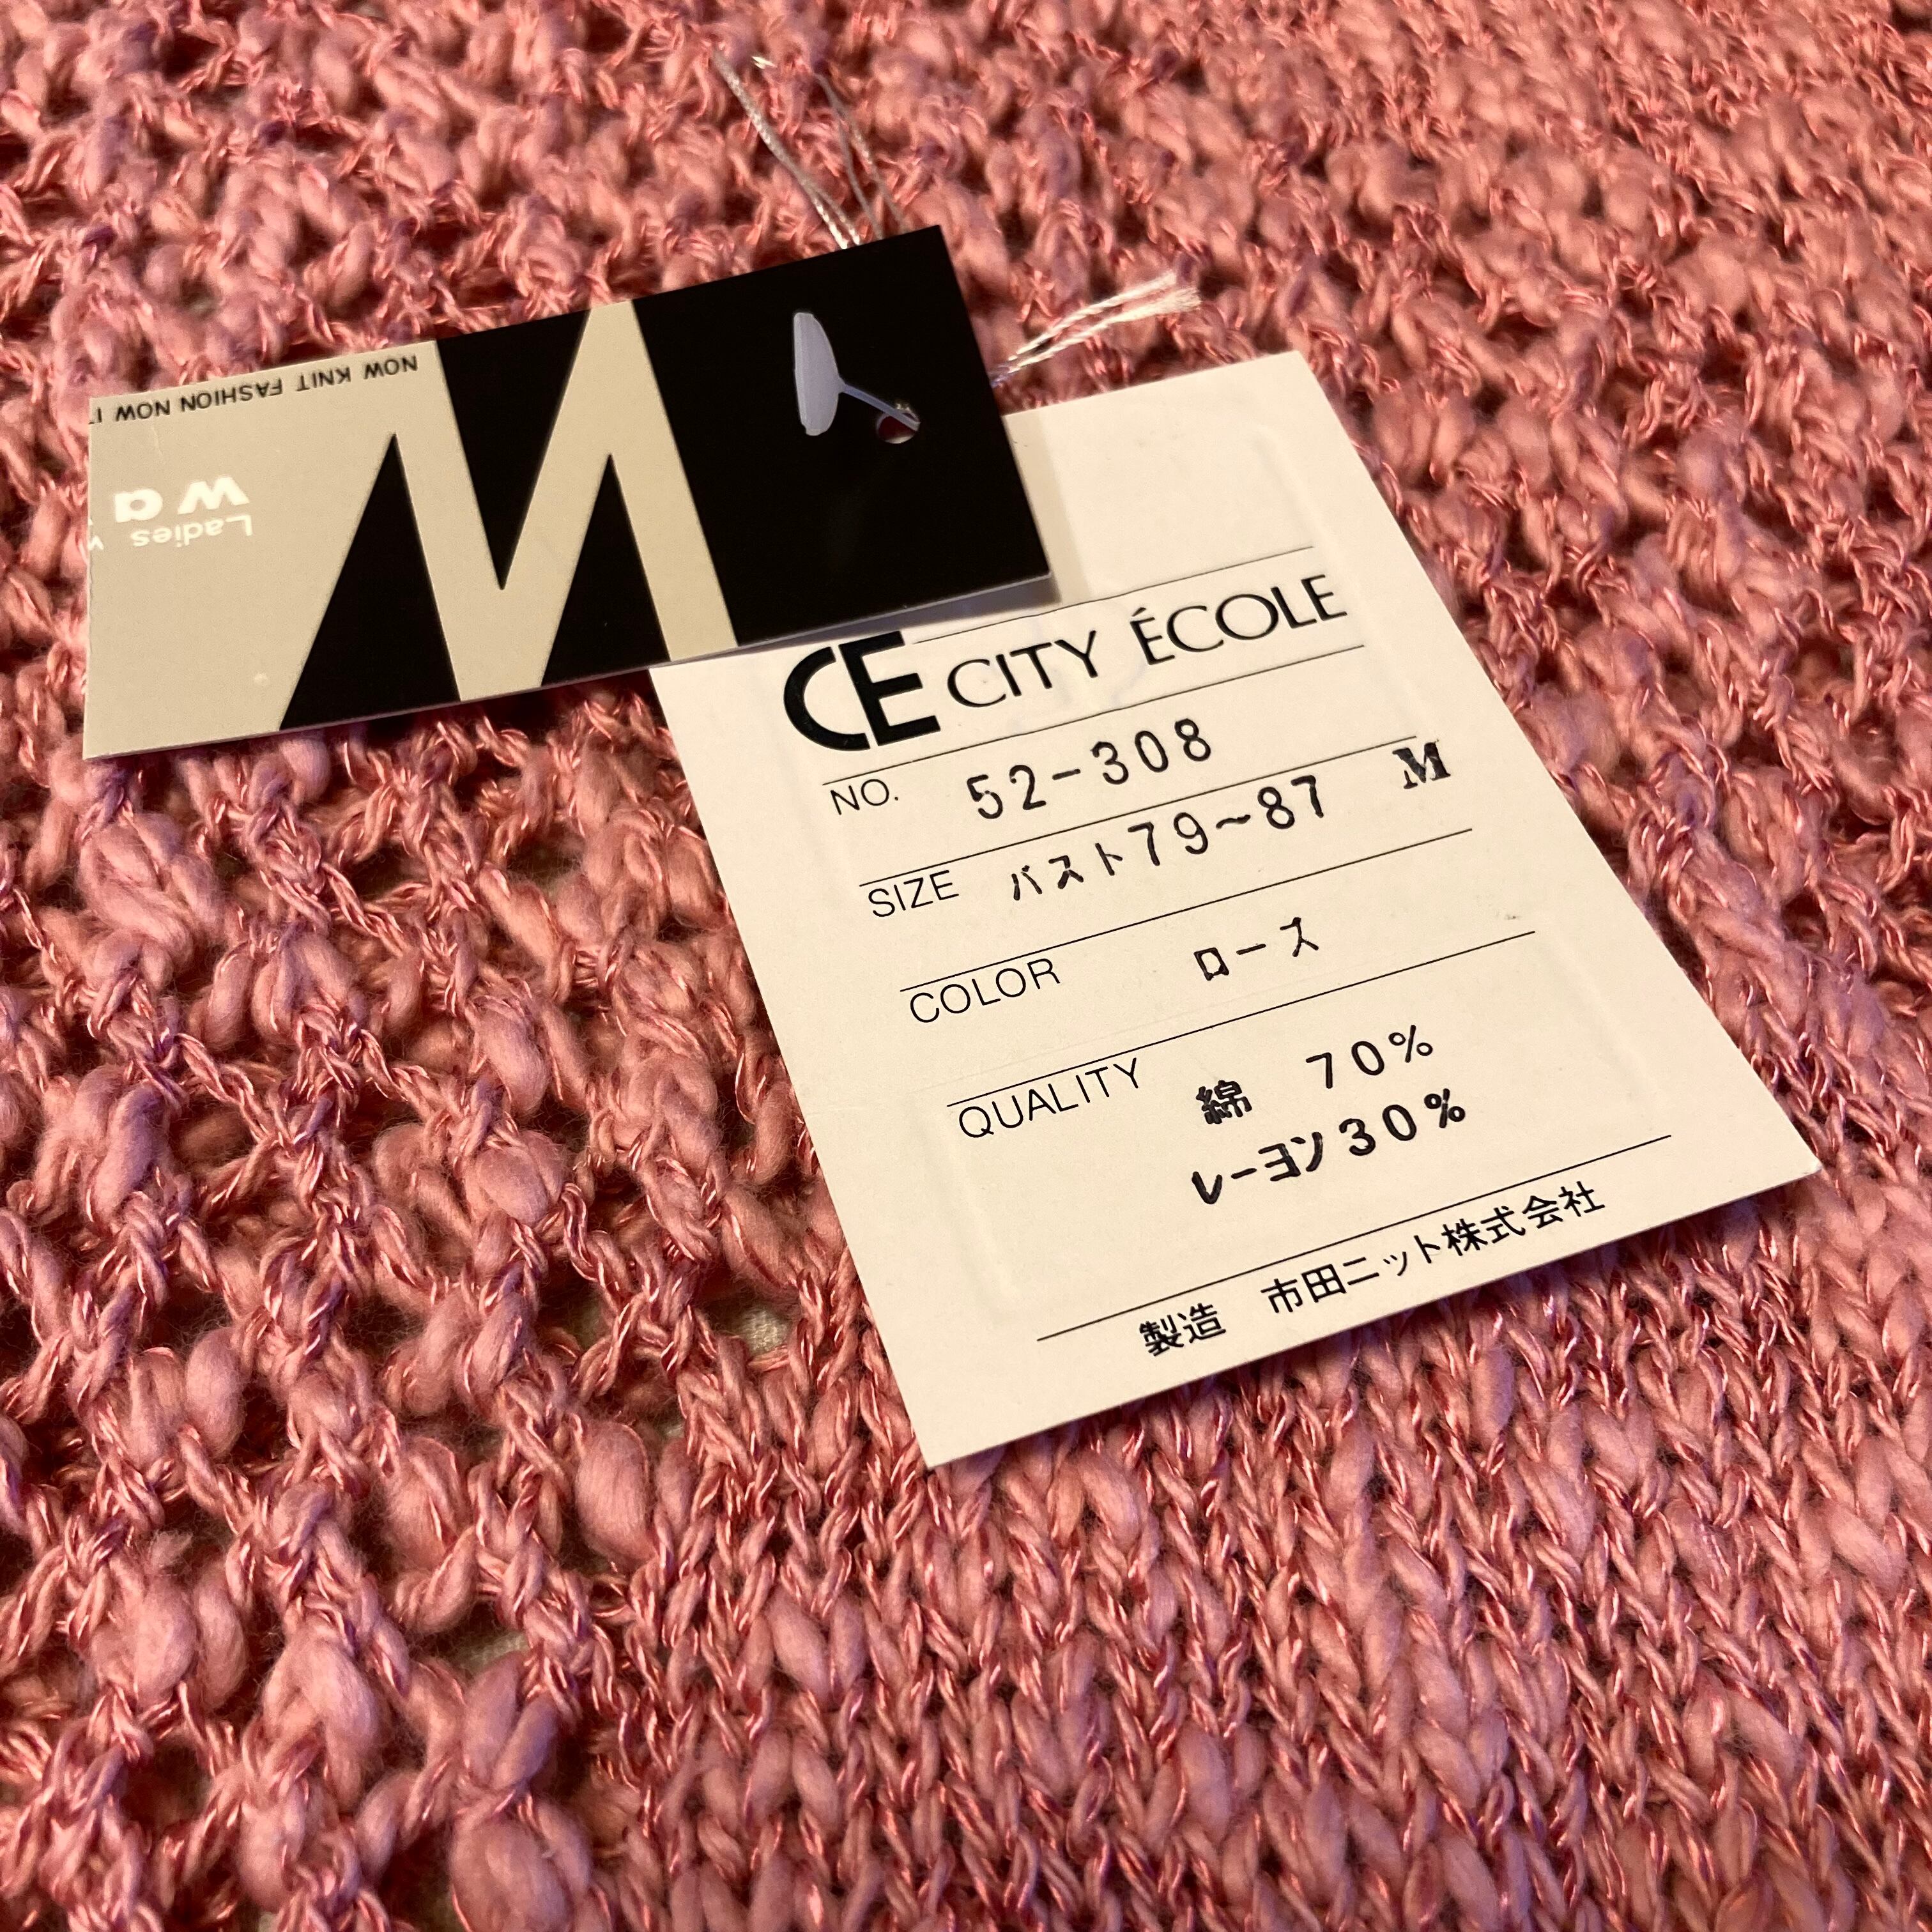 NOW KNIT FASHION NOW
wa
Ladies
CE CITY ÉCOLE
NO. 52-308
SIZE バスト79~87 M
COLOR ローズ
QUALITY 綿 70%
レーヨン30%
製造 市田ニット株式会社